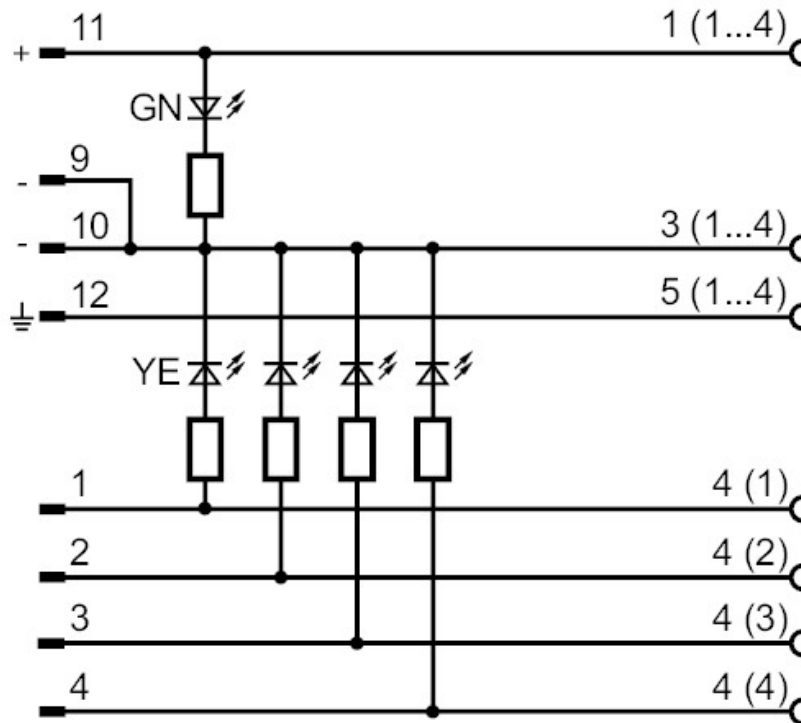 11 1 (1...4)
+
GN
9
-
10 3 (1...4)
-
12 5 (1...4)
YE
1 4 (1)
2 4 (2)
3 4 (3)
4 4 (4)